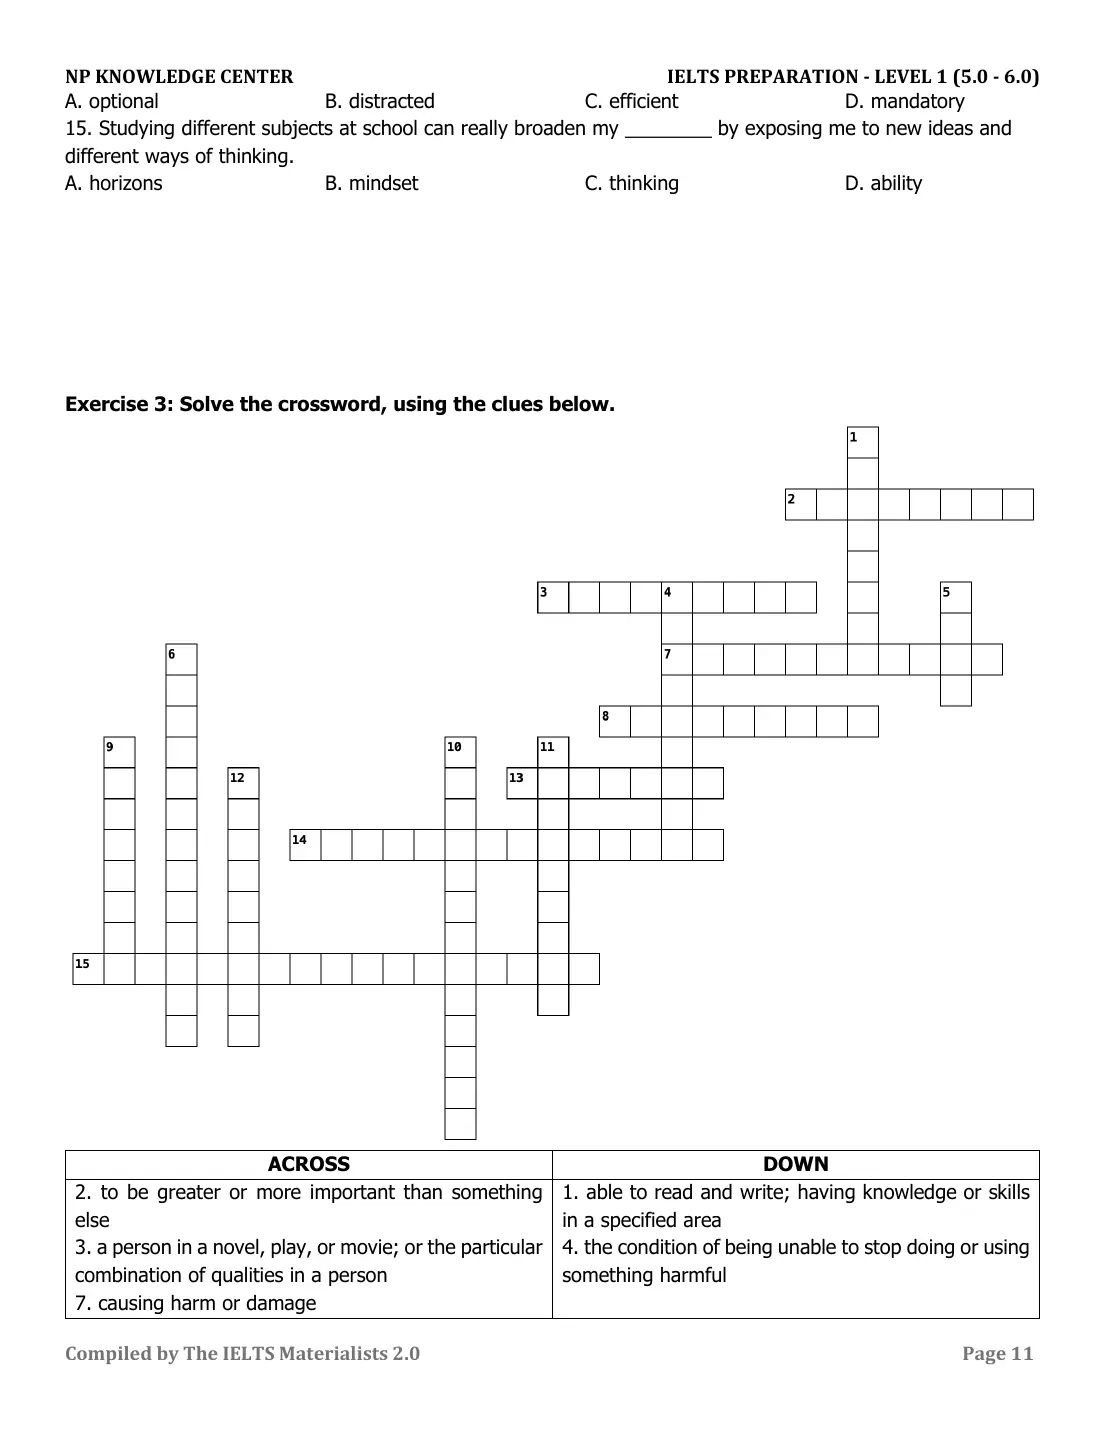 NP KNOWLEDGE CENTER IELTS PREPARATION - LEVEL 1 (5.0 - 6.0)
A. optional B. distracted C. efficient D. mandatory
15. Studying different subjects at school can really broaden my ________ by exposing me to new ideas and
different ways of thinking.
A. horizons B. mindset C. thinking D. ability
Exercise 3: Solve the crossword, using the clues below.
1
2
3 4 5
6 7
8
9 10 11
12 13
14
15
ACROSS DOWN
2. to be greater or more important than something
else
3. a person in a novel, play, or movie; or the particular
combination of qualities in a person
7. causing harm or damage
1. able to read and write; having knowledge or skills
in a specified area
4. the condition of being unable to stop doing or using
something harmful
Compiled by The IELTS Materialists 2.0 Page 11